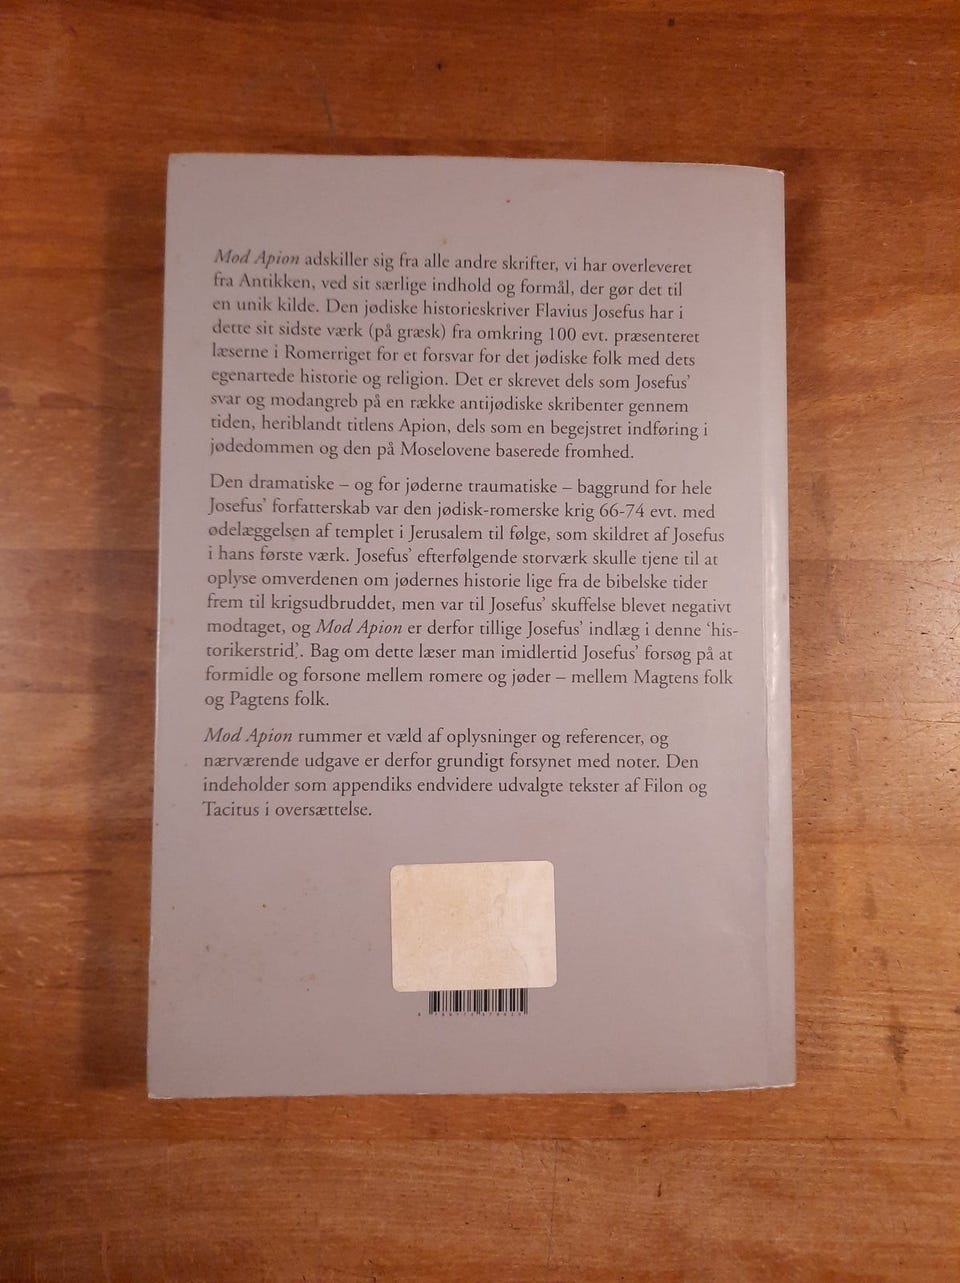 Mod Apion adskiller sig fra alle andre skrifter, vi har overleveret
fra Antikken, ved sit særlige indhold og formål, der gør det til
en unik kilde. Den jødiske historieskriver Flavius Josefus har i
dette sit sidste værk (på græsk) fra omkring 100 evt. præsenteret
læserne i Romerriget for et forsvar for det jødiske folk med dets
egenartede historie og religion. Det er skrevet dels som Josefus’
svar og modangreb på en række antijødiske skribenter gennem
tiden, heriblandt titlens Apion, dels som en begejstret indføring i
jødedommen og den på Moselovene baserede fromhed.
Den dramatiske – og for jøderne traumatiske – baggrund for hele
Josefus’ forfatterskab var den jødisk-romerske krig 66-74 evt. med
ødelæggelsen af templet i Jerusalem til følge, som skildret af Josefus
i hans første værk. Josefus’ efterfølgende storværk skulle tjene til at
oplyse omverdenen om jødernes historie lige fra de bibelske tider
frem til krigsudbruddet, men var til Josefus’ skuffelse blevet negativt
modtaget, og Mod Apion er derfor tillige Josefus’ indlæg i denne ‘his-
torikerstrid’. Bag om dette læser man imidlertid Josefus’ forsøg på at
formidle og forsone mellem romere og jøder – mellem Magtens folk
og Pagtens folk.
Mod Apion rummer et væld af oplysninger og referencer, og
nærværende udgave er derfor grundigt forsynet med noter. Den
indeholder som appendiks endvidere udvalgte tekster af Filon og
Tacitus i oversættelse.